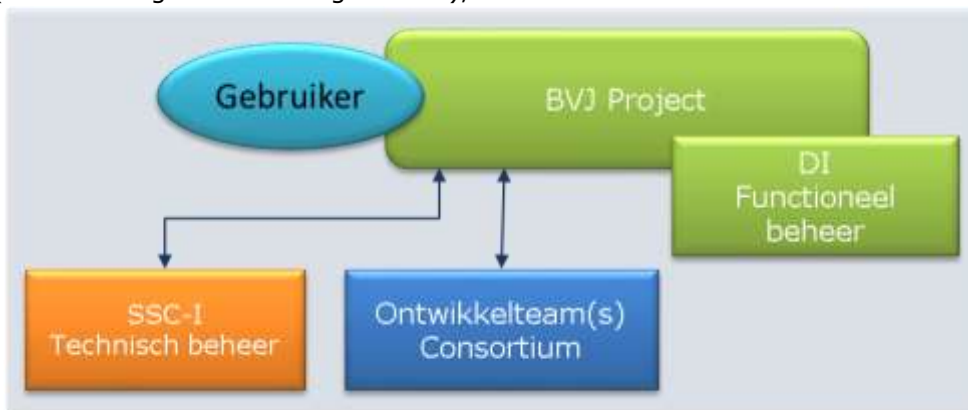 Gebruiker
BVJ Project
DI
Functioneel
beheer
SSC-I
Technisch beheer
Ontwikkelteam(s)
Consortium